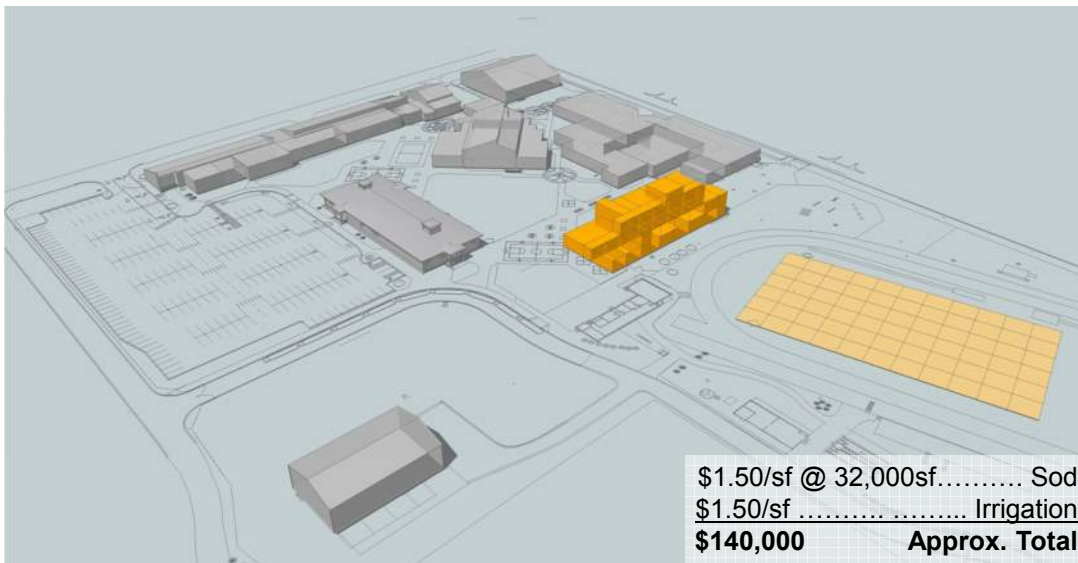 $1.50/sf @ 32,000sf.......... Sod
$1.50/sf .......... ........ Irrigation
$140,000 Approx. Total